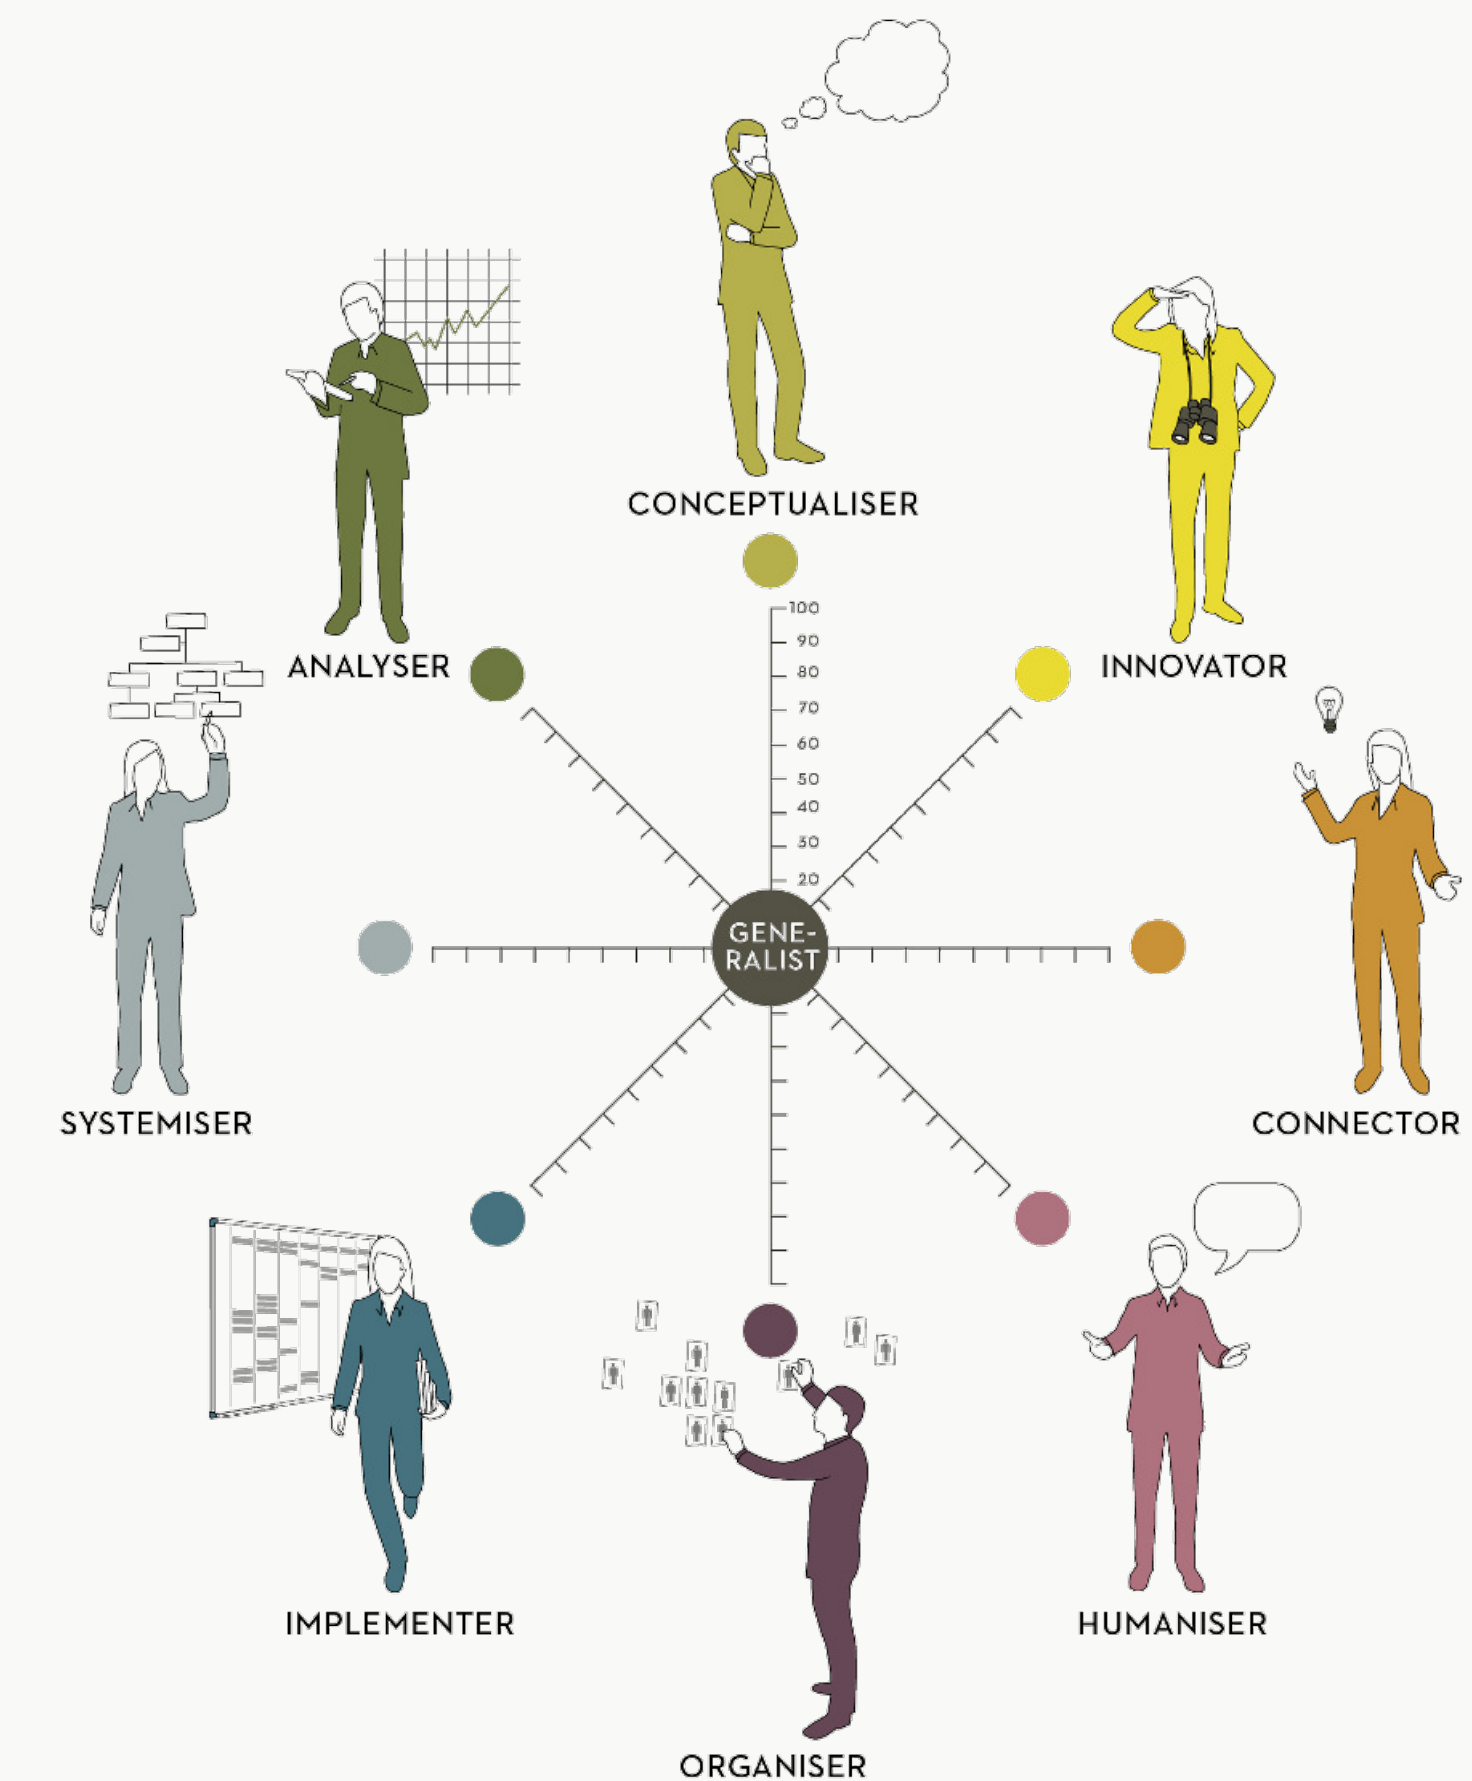 CONCEPTUALISER
100
90
80
70
60
50
40
30
20
ANALYSER
INNOVATOR
GENE-
RALIST
SYSTEMISER
CONNECTOR
IMPLEMENTER
HUMANISER
ORGANISER